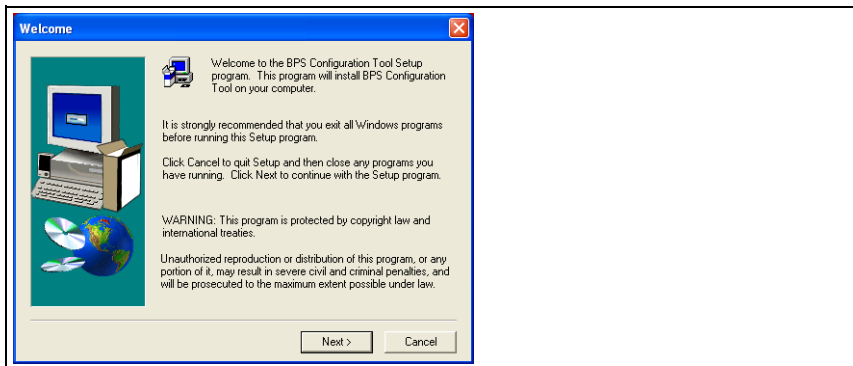 Welcome
Welcome to the BPS Configuration Tool Setup
program. This program will install BPS Configuration
Tool on your computer.
It is strongly recommended that you exit all Windows programs
before running this Setup program.
Click Cancel to quit Setup and then close any programs you
have running. Click Next to continue with the Setup program.
WARNING: This program is protected by copyright law and
international treaties.
Unauthorized reproduction or distribution of this program, or any
portion of it, may result in severe civil and criminal penalties, and
will be prosecuted to the maximum extent possible under law.
Next >
Cancel